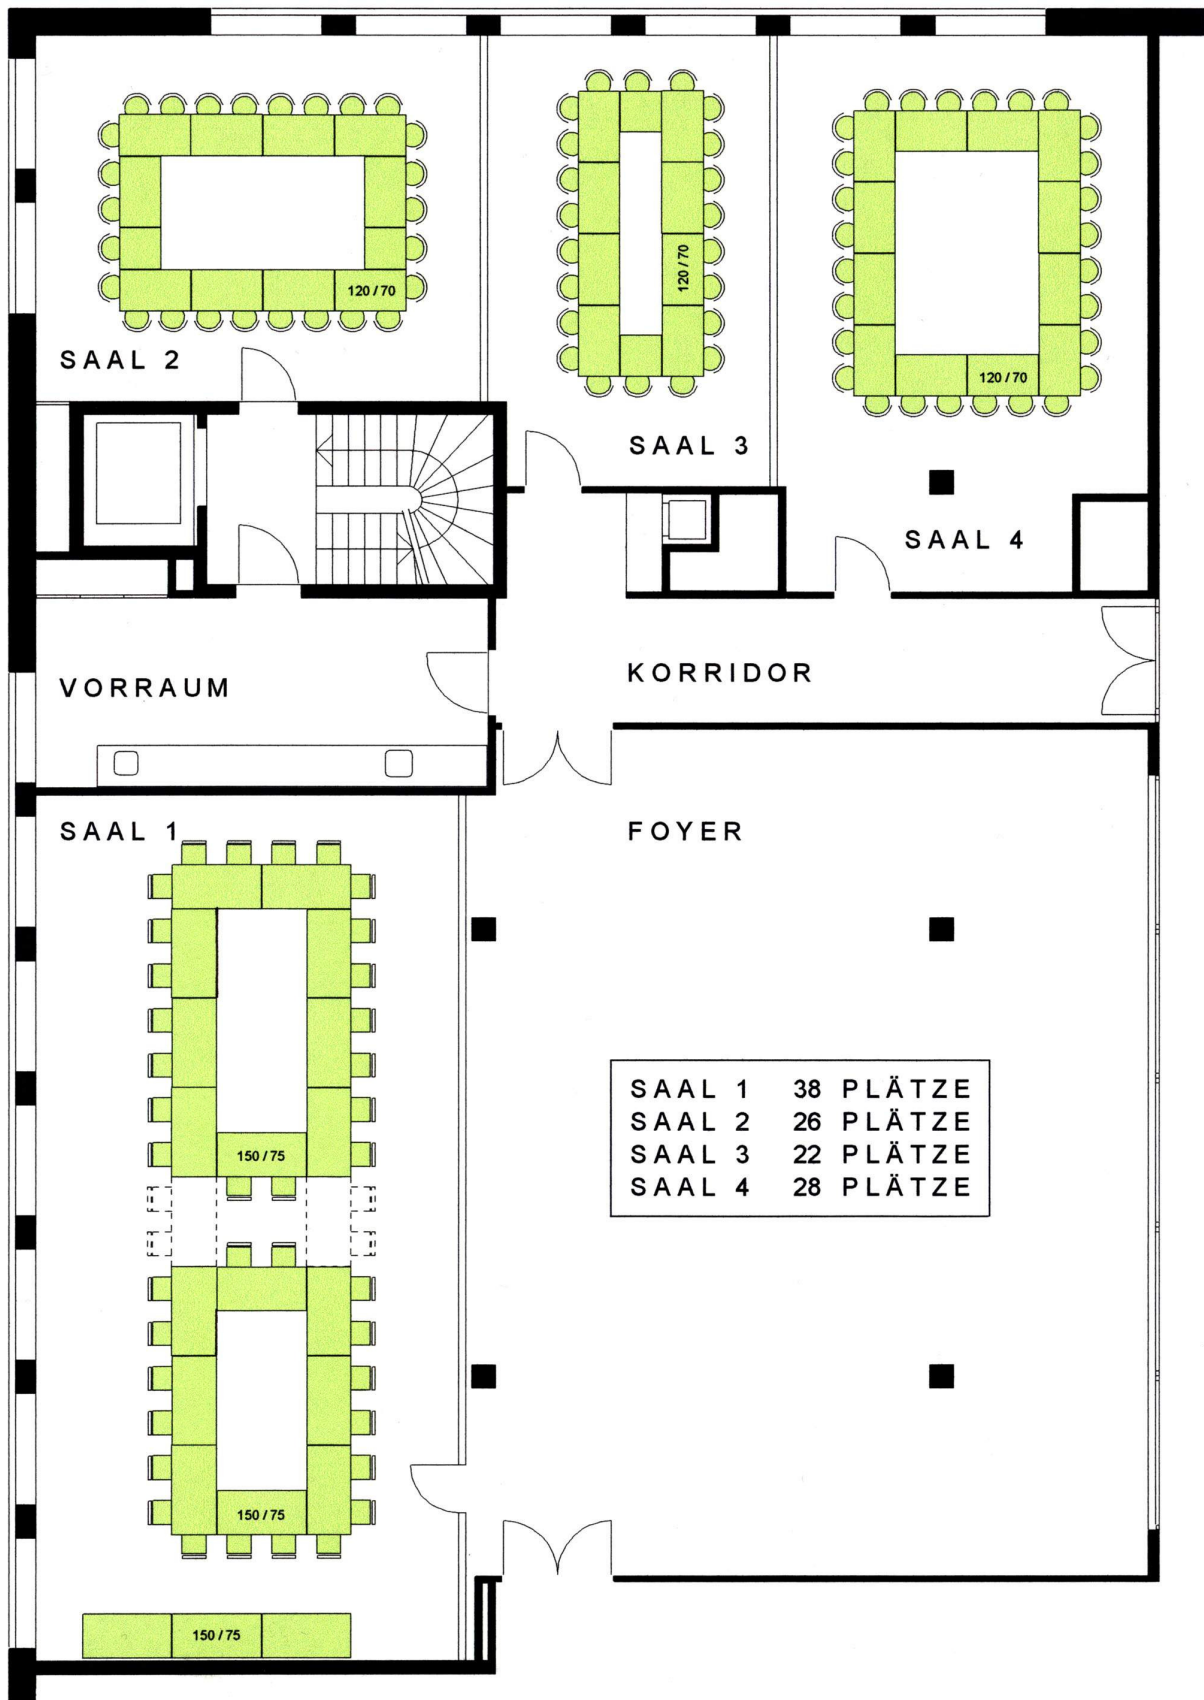 120 / 70
SAAL 2
120 / 70
SAAL 3
120 / 70
SAAL 4
VORRAUM
KORRIDOR
SAAL 1
FOYER
SAAL 1 38 PLÄTZE
SAAL 2 26 PLÄTZE
SAAL 3 22 PLÄTZE
SAAL 4 28 PLÄTZE
150 / 75
150 / 75
150 / 75